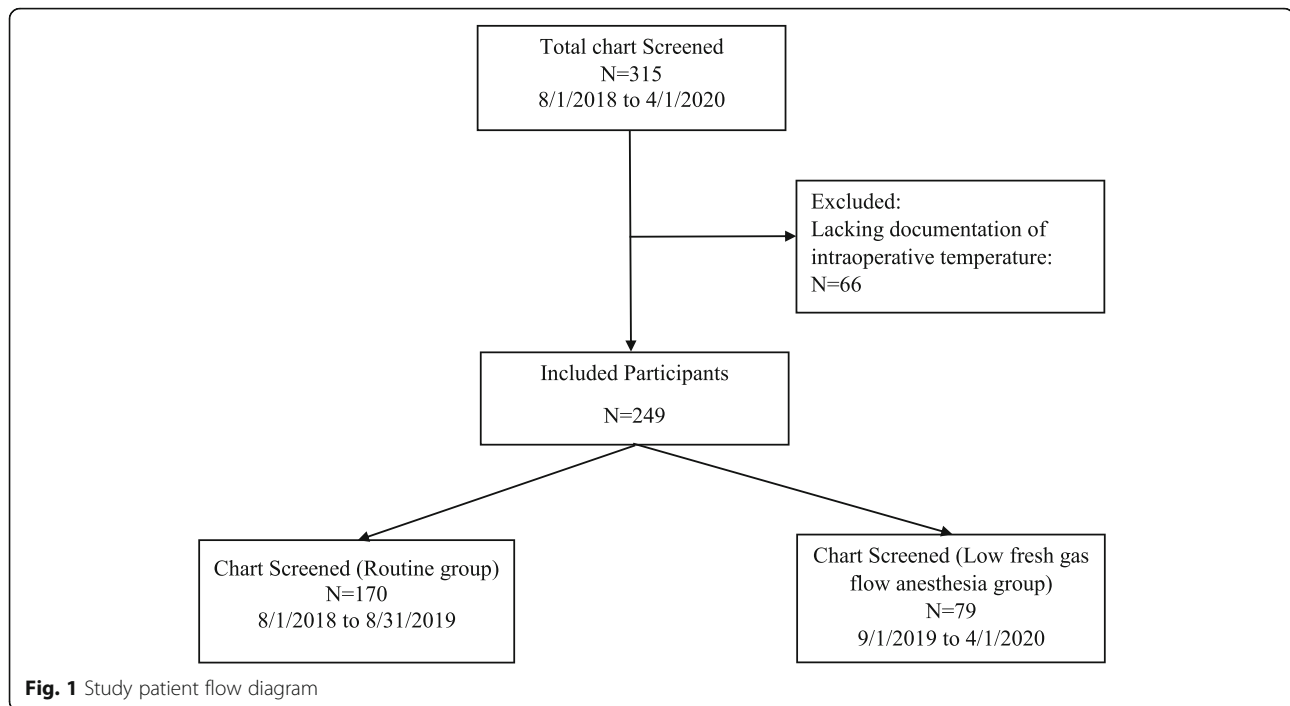 Total chart Screened
N=315
8/1/2018 to 4/1/2020
Excluded:
Lacking documentation of
intraoperative temperature:
N=66
Included Participants
N=249
Chart Screened (Routine group)
N=170
8/1/2018 to 8/31/2019
Chart Screened (Low fresh gas
flow anesthesia group)
N=79
9/1/2019 to 4/1/2020
Fig. 1 Study patient flow diagram